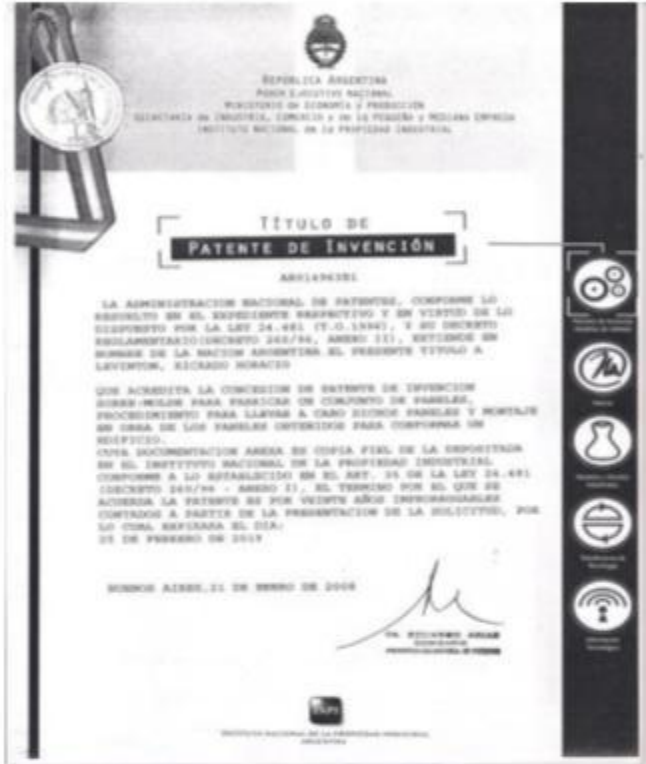 REPÚBLICA ARGENTINA
PODER EJECUTIVO NACIONAL
MINISTERIO DE ECONOMÍA Y PRODUCCIÓN
SECRETARÍA DE INDUSTRIA, COMERCIO Y DE LA PEQUEÑA Y MEDIANA EMPRESA
INSTITUTO NACIONAL DE LA PROPIEDAD INDUSTRIAL
TÍTULO DE
PATENTE DE INVENCIÓN
LA ADMINISTRACION NACIONAL DE PATENTES, CONFORME LO
RESUELTO EN EL EXPEDIENTE RESPECTIVO Y EN VIRTUD DE LO
DISPUESTO POR LA LEY 24.481 (T.O.1996), Y SU DECRETO
REGLAMENTARIO(DECRETO 260/96, ANEXO II), EXTIENDE EN
NOMBRE DE LA NACION ARGENTINA.EL PRESENTE TITULO A
LEVINTON, RICARDO HORACIO
QUE ACREDITA LA CONCESION DE PATENTE DE INVENCION
SOBRE:MOLDE PARA FABRICAR UN CONJUNTO DE PANELES,
PROCEDIMIENTO PARA LLEVAR A CABO DICHOS PANELES Y MONTAJE
EN OBRA DE LOS PANELES OBTENIDOS PARA CONFORMAR UN
EDIFICIO.
CUYA DOCUMENTACION ANEXA ES COPIA FIEL DE LA DEPOSITADA
EN EL INSTITUTO NACIONAL DE LA PROPIEDAD INDUSTRIAL.
CONFORME A LO ESTABLECIDO EN EL ART. 35 DE LA LEY 24.481
(DECRETO 260/96 - ANEXO I), EL TERMINO POR EL QUE SE
ACUERDA LA PATENTE ES POR VEINTE AÑOS IMPRORROGABLES
CONTADOS A PARTIR DE LA PRESENTACION DE LA SOLICITUD, POR
LO CUAL EXPIRARA EL DIA:
25 DE FEBRERO DE 2019
BUENOS AIRES,21 DE ENERO DE 2008
INSTITUTO NACIONAL DE LA PROPIEDAD INDUSTRIAL
ARGENTINA